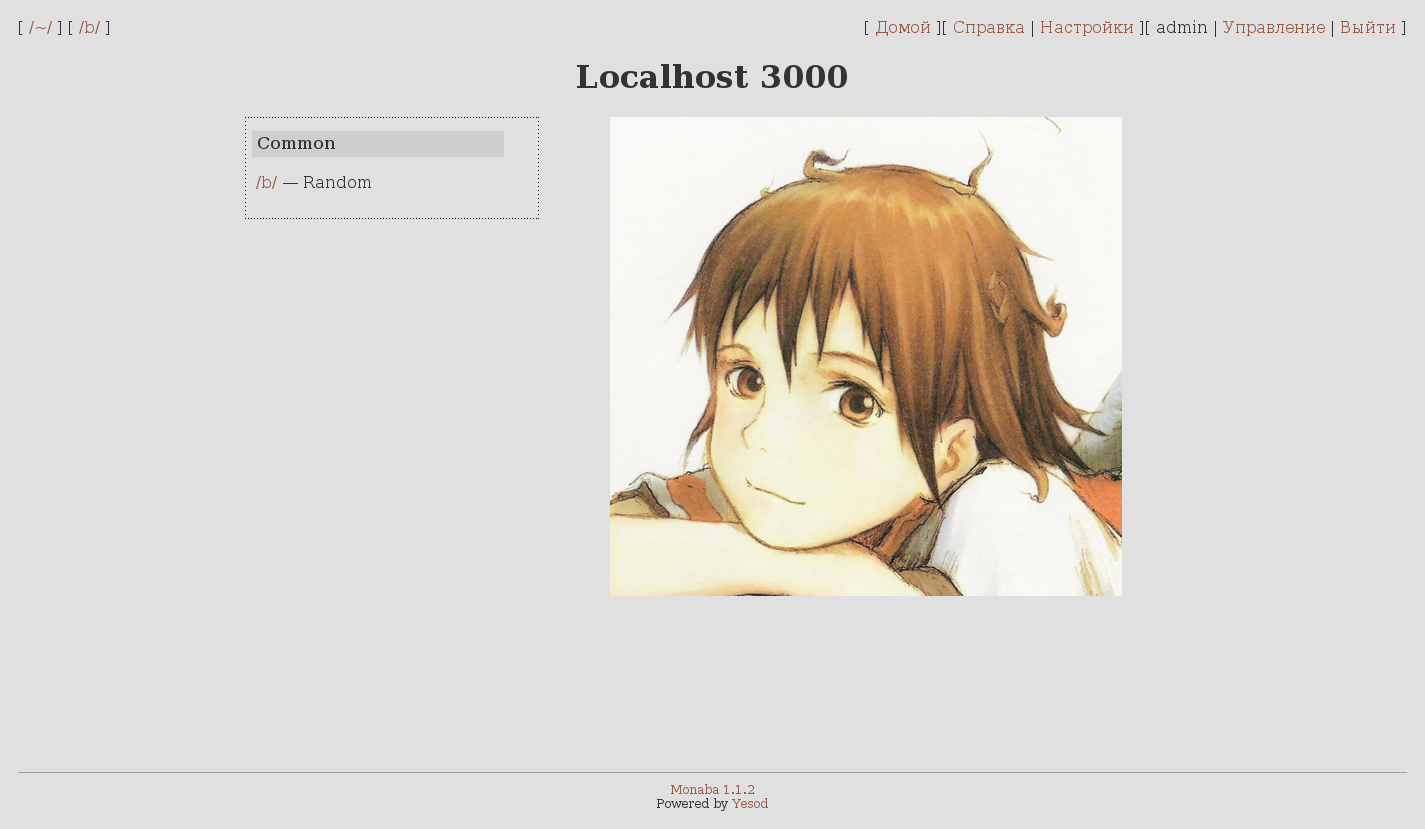 [ /~/ ] [ /b/ ]
[ Домой ][ Справка | Настройки ][ admin | Управление | Выйти ]
Localhost 3000
Common
/b/ — Random
Monaba 1.1.2
Powered by Yesod